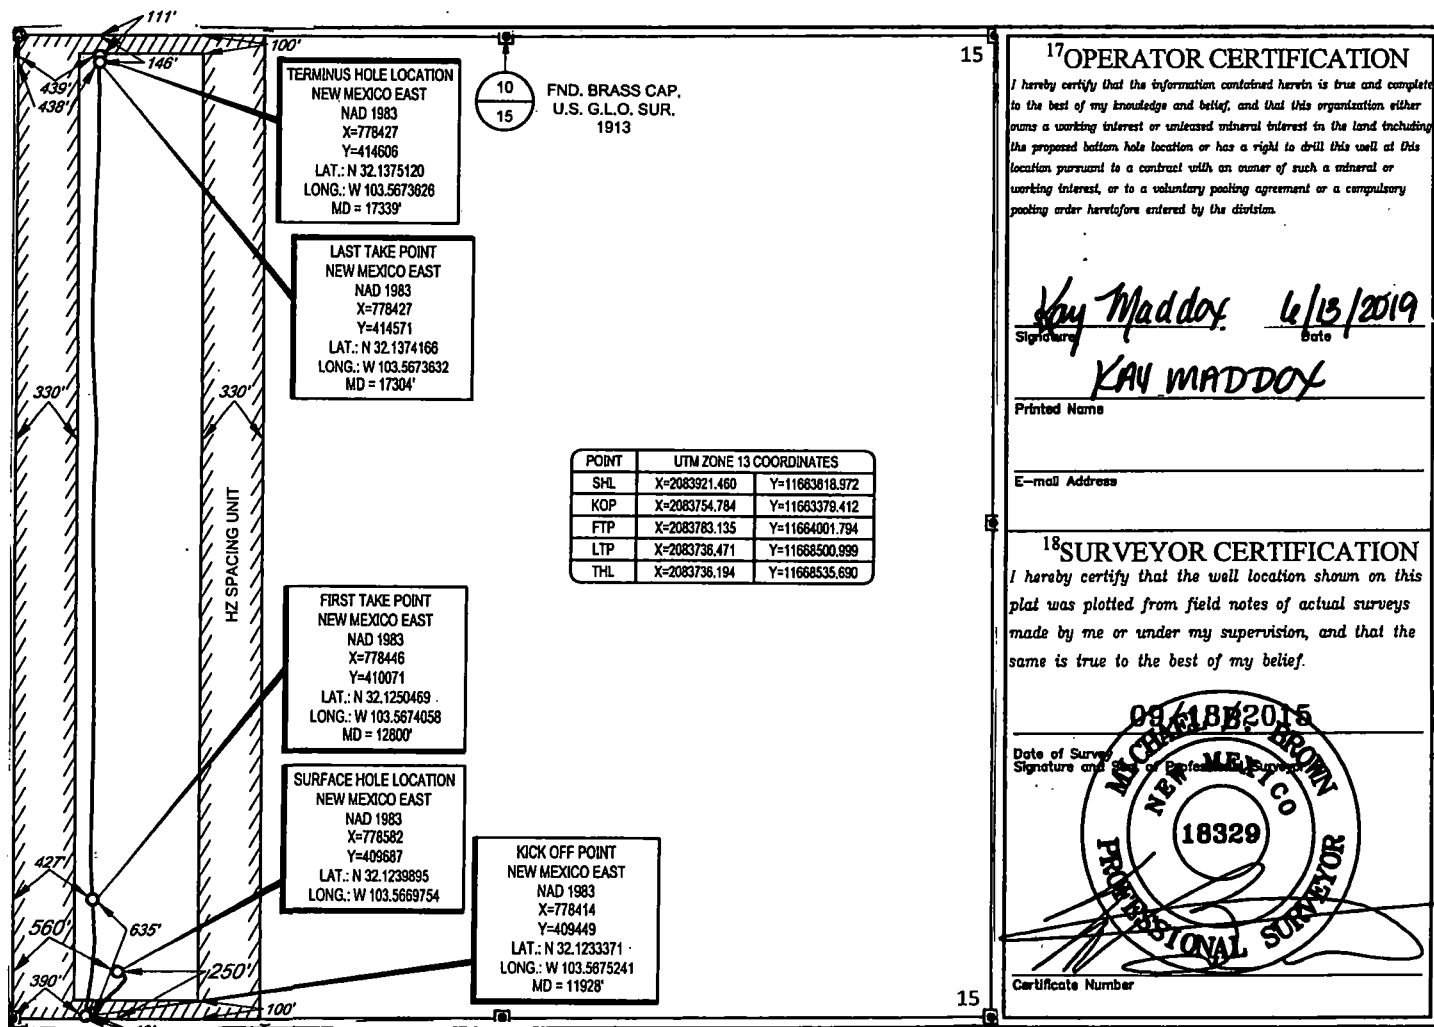 111'
100'
146'
439'
438'
TERMINUS HOLE LOCATION
NEW MEXICO EAST
NAD 1983
X=778427
Y=414606
LAT.: N 32.1375120
LONG.: W 103.5673626
MD = 17339'
10
15
FND. BRASS CAP.
U.S. G.L.O. SUR.
1913
15
LAST TAKE POINT
NEW MEXICO EAST
NAD 1983
X=778427
Y=414571
LAT.: N 32.1374166
LONG.: W 103.5673632
MD = 17304'
330'
330'
HZ SPACING UNIT
POINT UTM ZONE 13 COORDINATES
SHL X=2083921.460 Y=11663618.972
KOP X=2083754.784 Y=11663379.412
FTP X=2083783.135 Y=11664001.794
LTP X=2083736.471 Y=11668500.999
THL X=2083736.194 Y=11668535.690
FIRST TAKE POINT
NEW MEXICO EAST
NAD 1983
X=778446
Y=410071
LAT.: N 32.1250469
LONG.: W 103.5674058
MD = 12800'
SURFACE HOLE LOCATION
NEW MEXICO EAST
NAD 1983
X=778582
Y=409687
LAT.: N 32.1239895
LONG.: W 103.5669754
KICK OFF POINT
NEW MEXICO EAST
NAD 1983
X=778414
Y=409449
LAT.: N 32.1233371
LONG.: W 103.5675241
MD = 11928'
427'
635'
560'
250'
390'
100'
15
17OPERATOR CERTIFICATION
I hereby certify that the information contained herein is true and complete
to the best of my knowledge and belief, and that this organization either
owns a working interest or unleased mineral interest in the land including
the proposed bottom hole location or has a right to drill this well at this
location pursuant to a contract with an owner of such a mineral or
working interest, or to a voluntary pooling agreement or a compulsory
pooling order heretofore entered by the division.
Kay Maddox 6/13/2019
Signature Date
KAY MADDOX
Printed Name
E-mail Address
18SURVEYOR CERTIFICATION
I hereby certify that the well location shown on this
plat was plotted from field notes of actual surveys
made by me or under my supervision, and that the
same is true to the best of my belief.
09/18/2015
Date of Survey
Signature and Seal of Professional Surveyor
MICHAEL B. BROWN
NEW MEXICO
18329
PROFESSIONAL SURVEYOR
Certificate Number